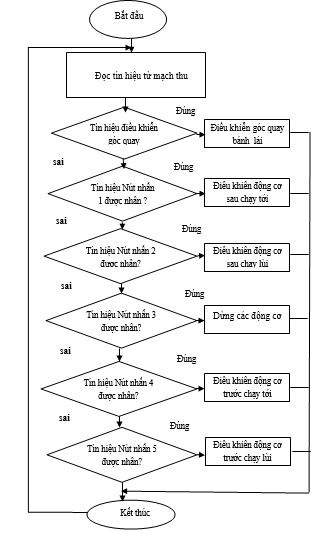 Bắt đầu
Đọc tín hiệu từ mạch thu
Đúng
Tín hiệu điều khiển
góc quay
Điều khiển góc quay
bánh lái
sai
Đúng
Tín hiệu Nút nhấn
1 được nhấn ?
Điều khiển động cơ
sau chạy tới
sai
Đúng
Tín hiệu Nút nhấn 2
được nhấn?
Điều khiển động cơ
sau chạy lùi
sai
Đúng
Tín hiệu Nút nhấn 3
được nhấn?
Dừng các động cơ
sai
Đúng
Tín hiệu Nút nhấn 4
được nhấn?
Điều khiển động cơ
trước chạy tới
sai
Đúng
Tín hiệu Nút nhấn 5
được nhấn?
Điều khiển động cơ
trước chạy lùi
Kết thúc